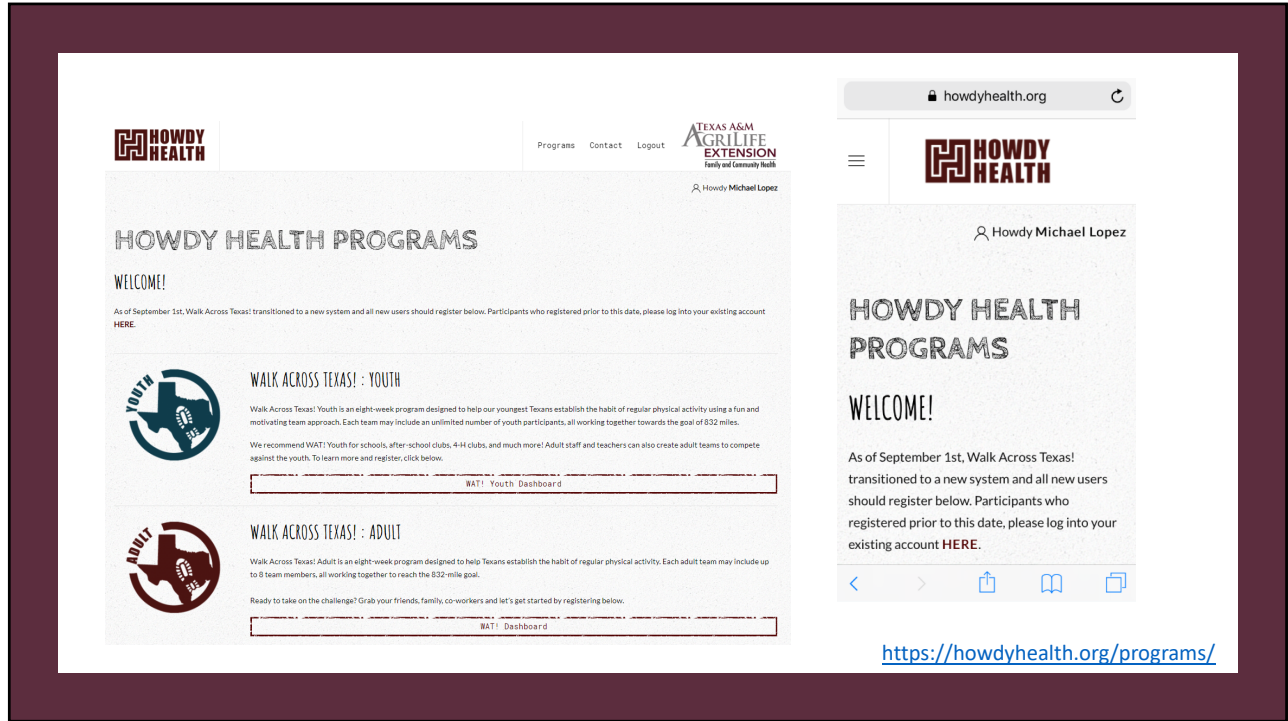 HOWDY
HEALTH
Programs Contact Logout
TEXAS A&M
AGRILIFE
EXTENSION
Family and Community Health
Howdy Michael Lopez
HOWDY HEALTH PROGRAMS
WELCOME!
As of September 1st, Walk Across Texas! transitioned to a new system and all new users should register below. Participants who registered prior to this date, please log into your existing account
HERE.
YOUTH
WALK ACROSS TEXAS! : YOUTH
Walk Across Texas! Youth is an eight-week program designed to help our youngest Texans establish the habit of regular physical activity using a fun and
motivating team approach. Each team may include an unlimited number of youth participants, all working together towards the goal of 832 miles.
We recommend WAT! Youth for schools, after-school clubs, 4-H clubs, and much more! Adult staff and teachers can also create adult teams to compete
against the youth. To learn more and register, click below.
WAT! Youth Dashboard
ADULT
WALK ACROSS TEXAS! : ADULT
Walk Across Texas! Adult is an eight-week program designed to help Texans establish the habit of regular physical activity. Each adult team may include up
to 8 team members, all working together to reach the 832-mile goal.
Ready to take on the challenge? Grab your friends, family, co-workers and let's get started by registering below.
WAT! Dashboard
howdyhealth.org
HOWDY
HEALTH
Howdy Michael Lopez
HOWDY HEALTH
PROGRAMS
WELCOME!
As of September 1st, Walk Across Texas!
transitioned to a new system and all new users
should register below. Participants who
registered prior to this date, please log into your
existing account HERE.
https://howdyhealth.org/programs/